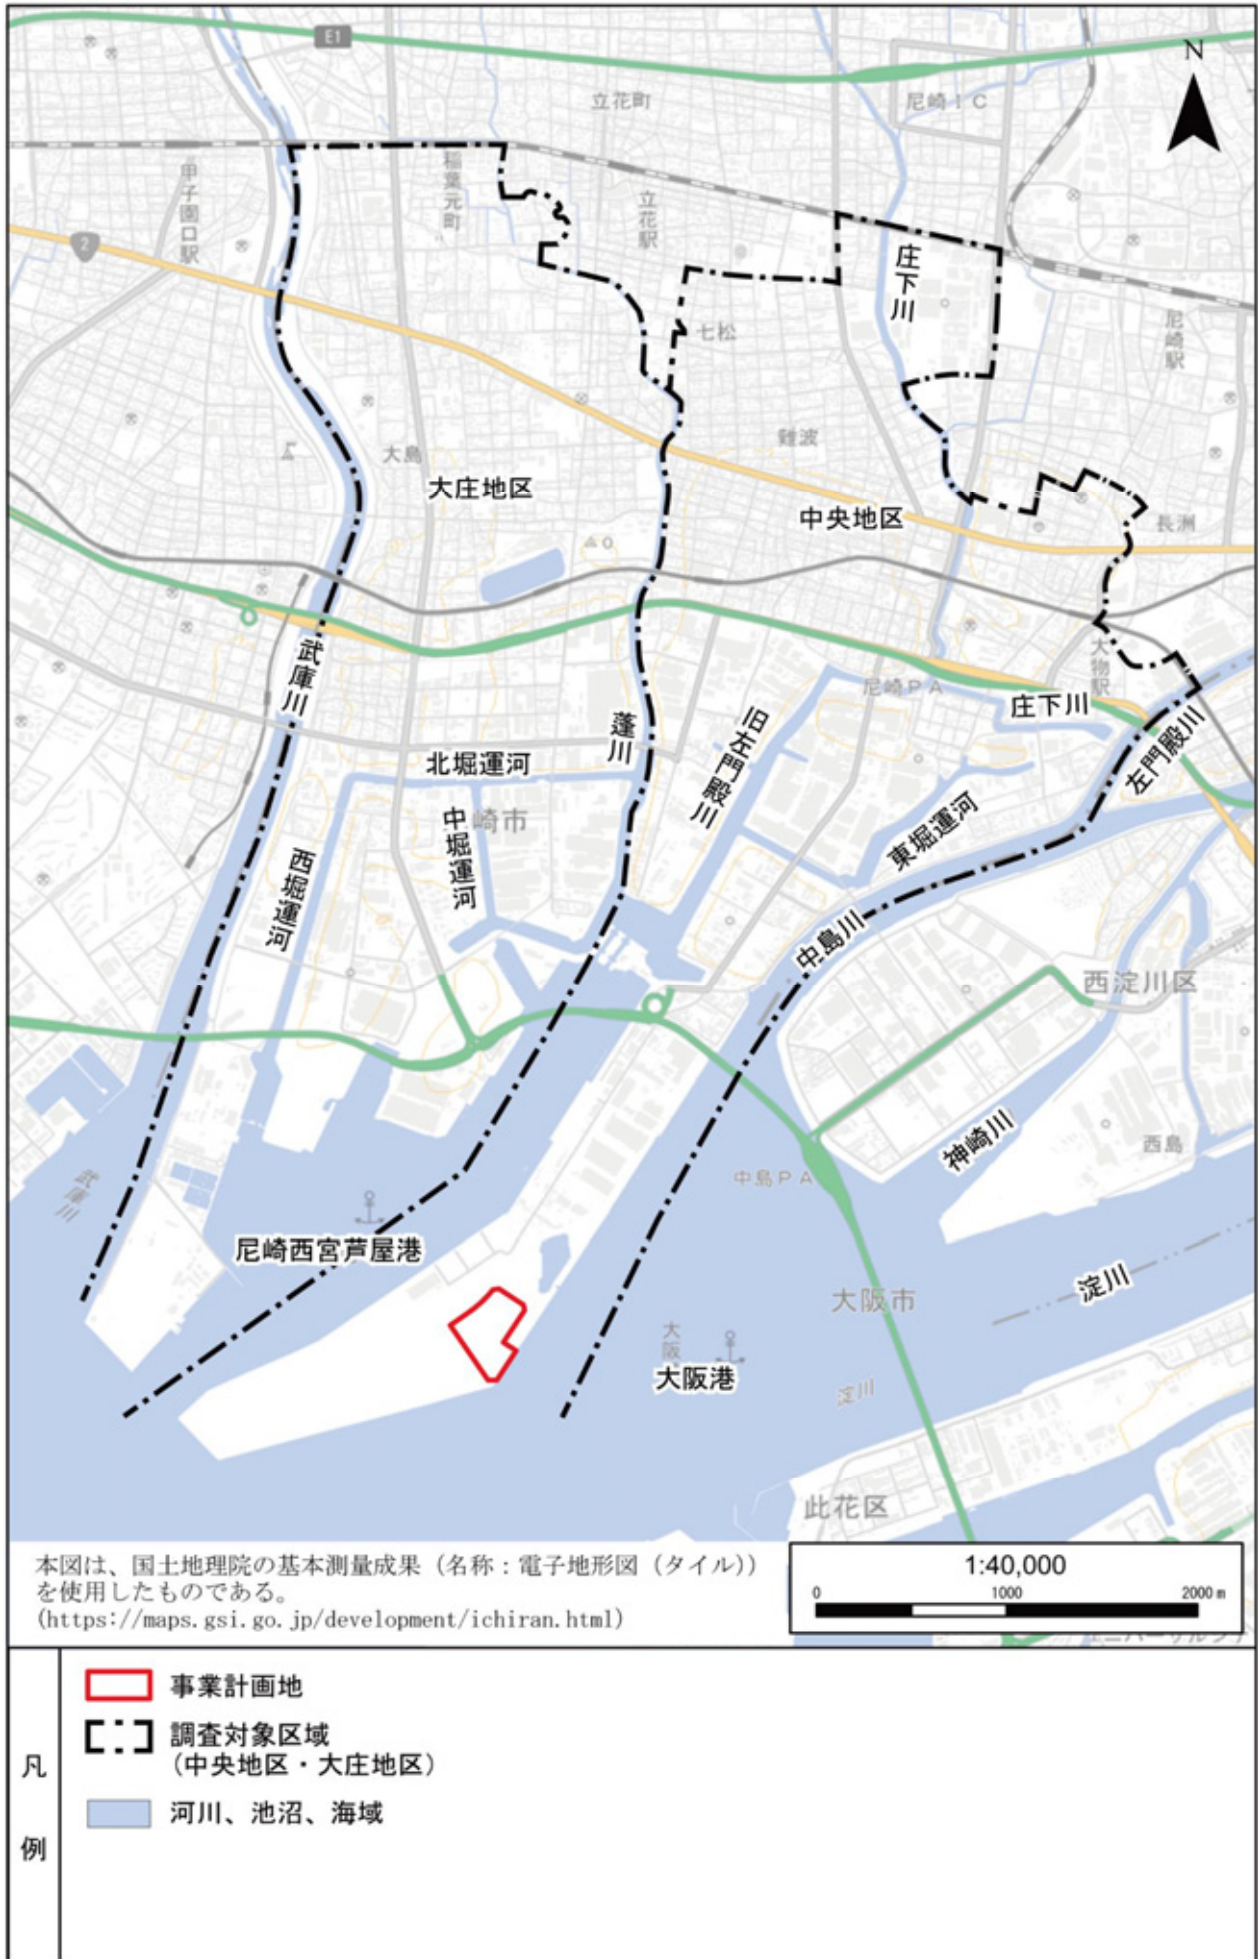 E1
N
立花町
尼崎IC
甲子園口駅
稲葉元町
立花駅
2
庄下川
七松
尼崎駅
大島
難波
大庄地区
中央地区
長洲
武庫川
大物駅
尼崎PA
庄下川
蓬川
旧左門殿川
左門殿川
北堀運河
中堀運河
崎市
東堀運河
西堀運河
中島川
西淀川区
神崎川
西島
武庫川
中島PA
尼崎西宮芦屋港
淀川
大阪市
大阪
大阪港
淀川
此花区
本図は、国土地理院の基本測量成果(名称:電子地形図(タイル))
を使用したものである。
(https://maps.gsi.go.jp/development/ichiran.html)
1:40,000
0 1000 2000 m
凡例
事業計画地
調査対象区域
(中央地区・大庄地区)
河川、池沼、海域